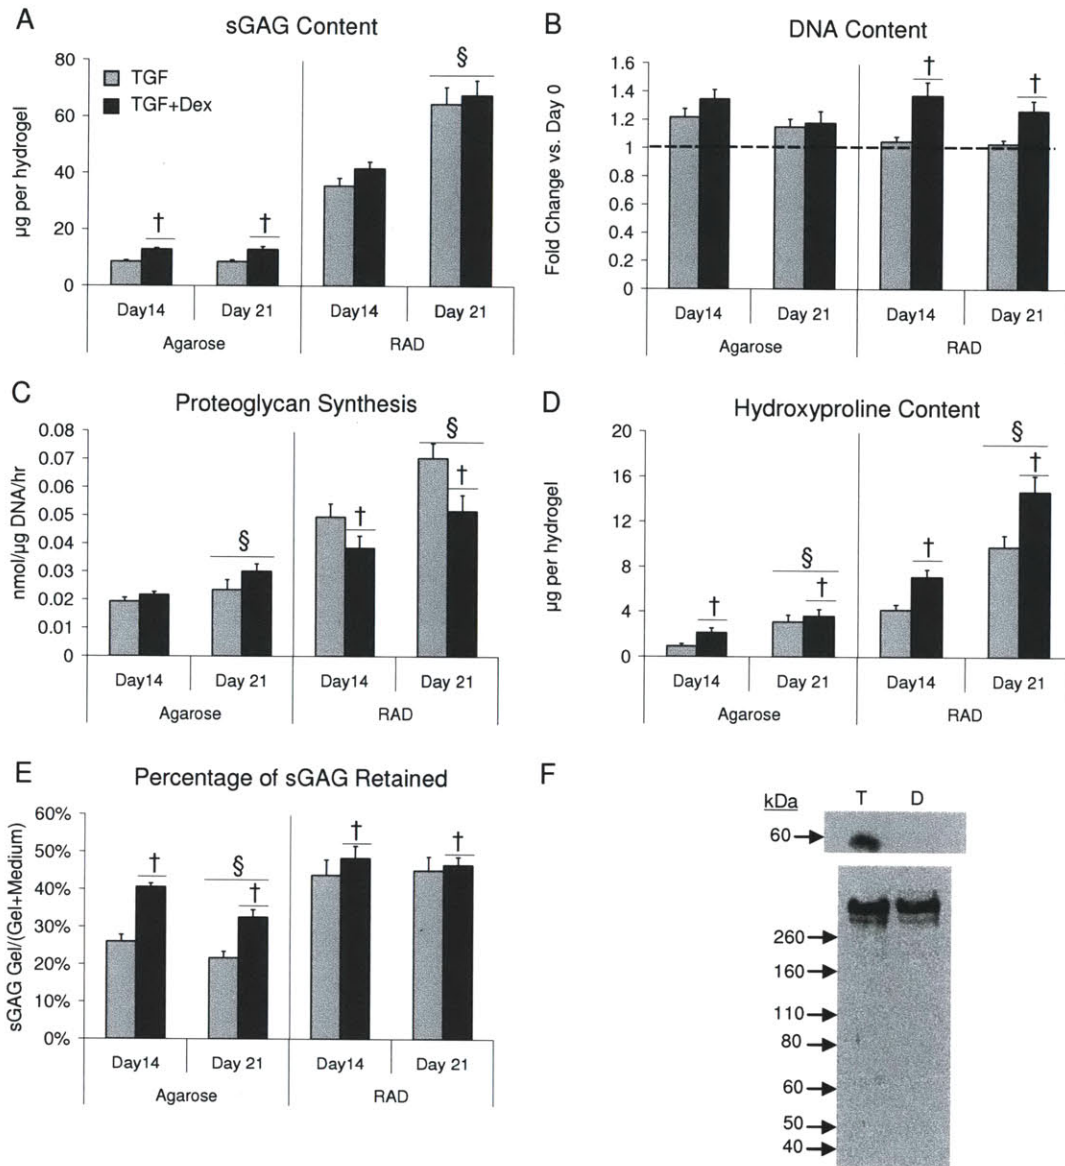 A
sGAG Content
80
60
40
20
0
µg per hydrogel
TGF
TGF+Dex
†
†
§
Day14
Day 21
Day14
Day 21
Agarose
RAD
B
DNA Content
1.6
1.4
1.2
1
0.8
0.6
0.4
0.2
0
Fold Change vs. Day 0
†
†
Day14
Day 21
Day14
Day 21
Agarose
RAD
C
Proteoglycan Synthesis
0.08
0.07
0.06
0.05
0.04
0.03
0.02
0.01
0
nmol/µg DNA/hr
§
†
§
†
Day14
Day 21
Day14
Day 21
Agarose
RAD
D
Hydroxyproline Content
20
16
12
8
4
0
µg per hydrogel
†
§
†
†
§
†
Day14
Day 21
Day14
Day 21
Agarose
RAD
E
Percentage of sGAG Retained
60%
50%
40%
30%
20%
10%
0%
sGAG Gel/(Gel+Medium)
†
§
†
†
†
Day14
Day 21
Day14
Day 21
Agarose
RAD
F
kDa T D
60
260
160
110
80
60
50
40